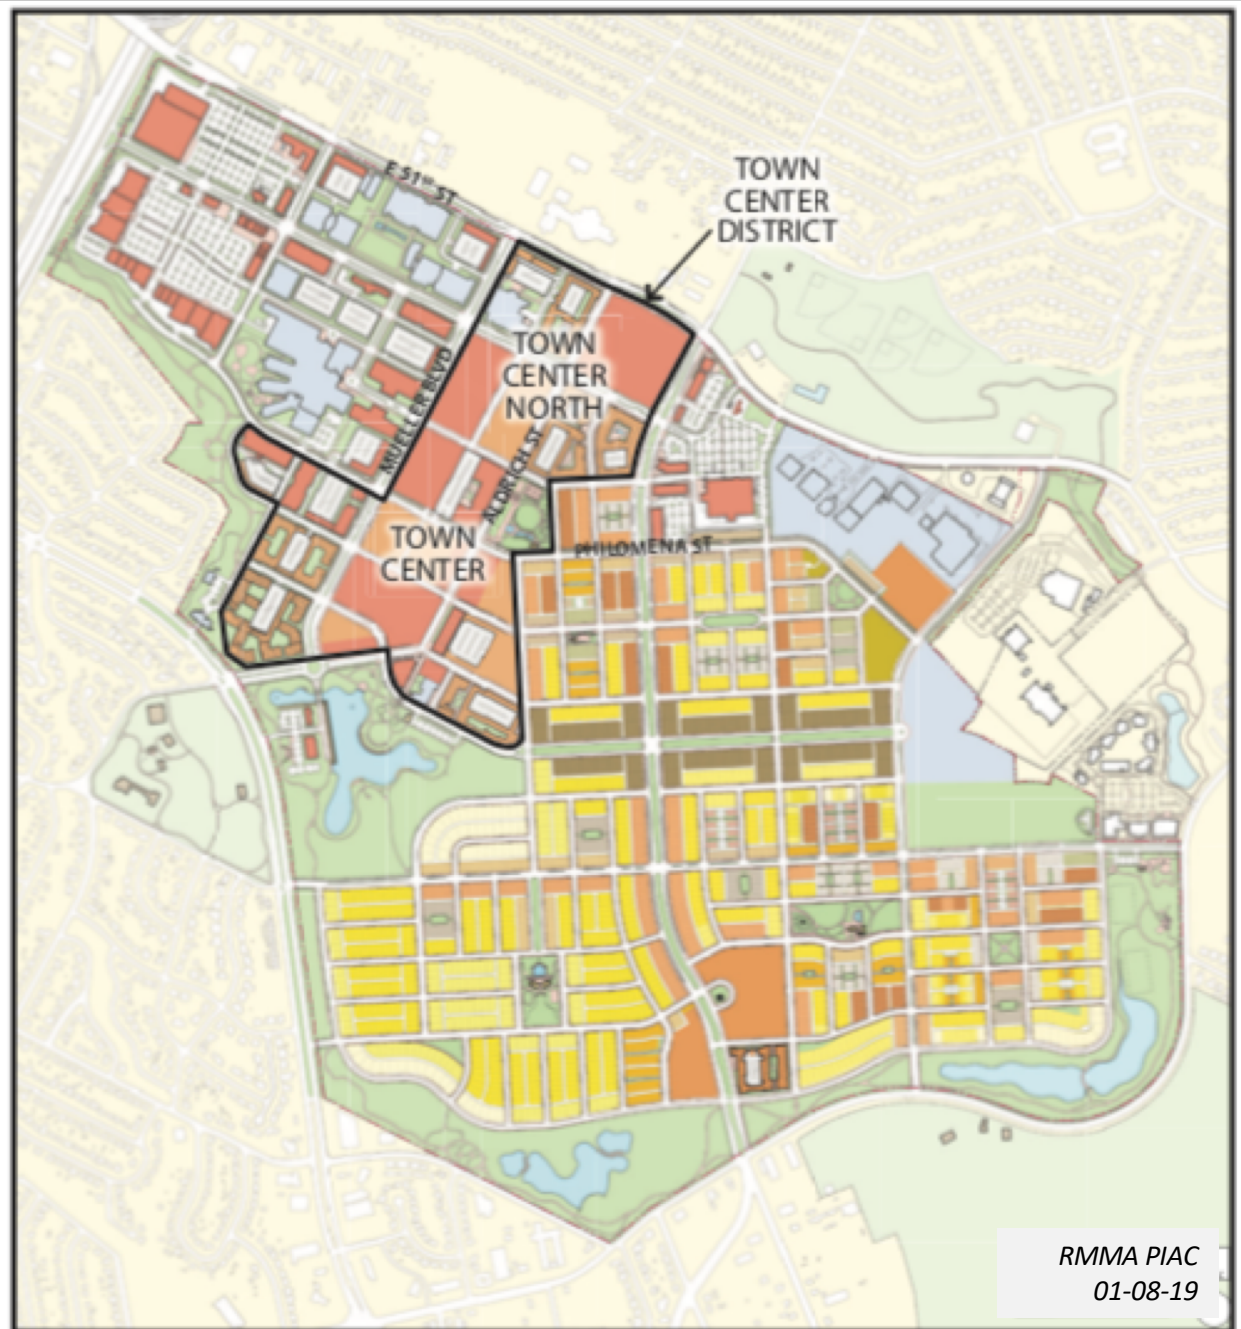 E 51ST ST
TOWN
CENTER
DISTRICT
TOWN
CENTER
NORTH
MUELLER BLVD
ALDRICH ST
TOWN
CENTER
PHILOMENA ST
RMMA PIAC
01-08-19